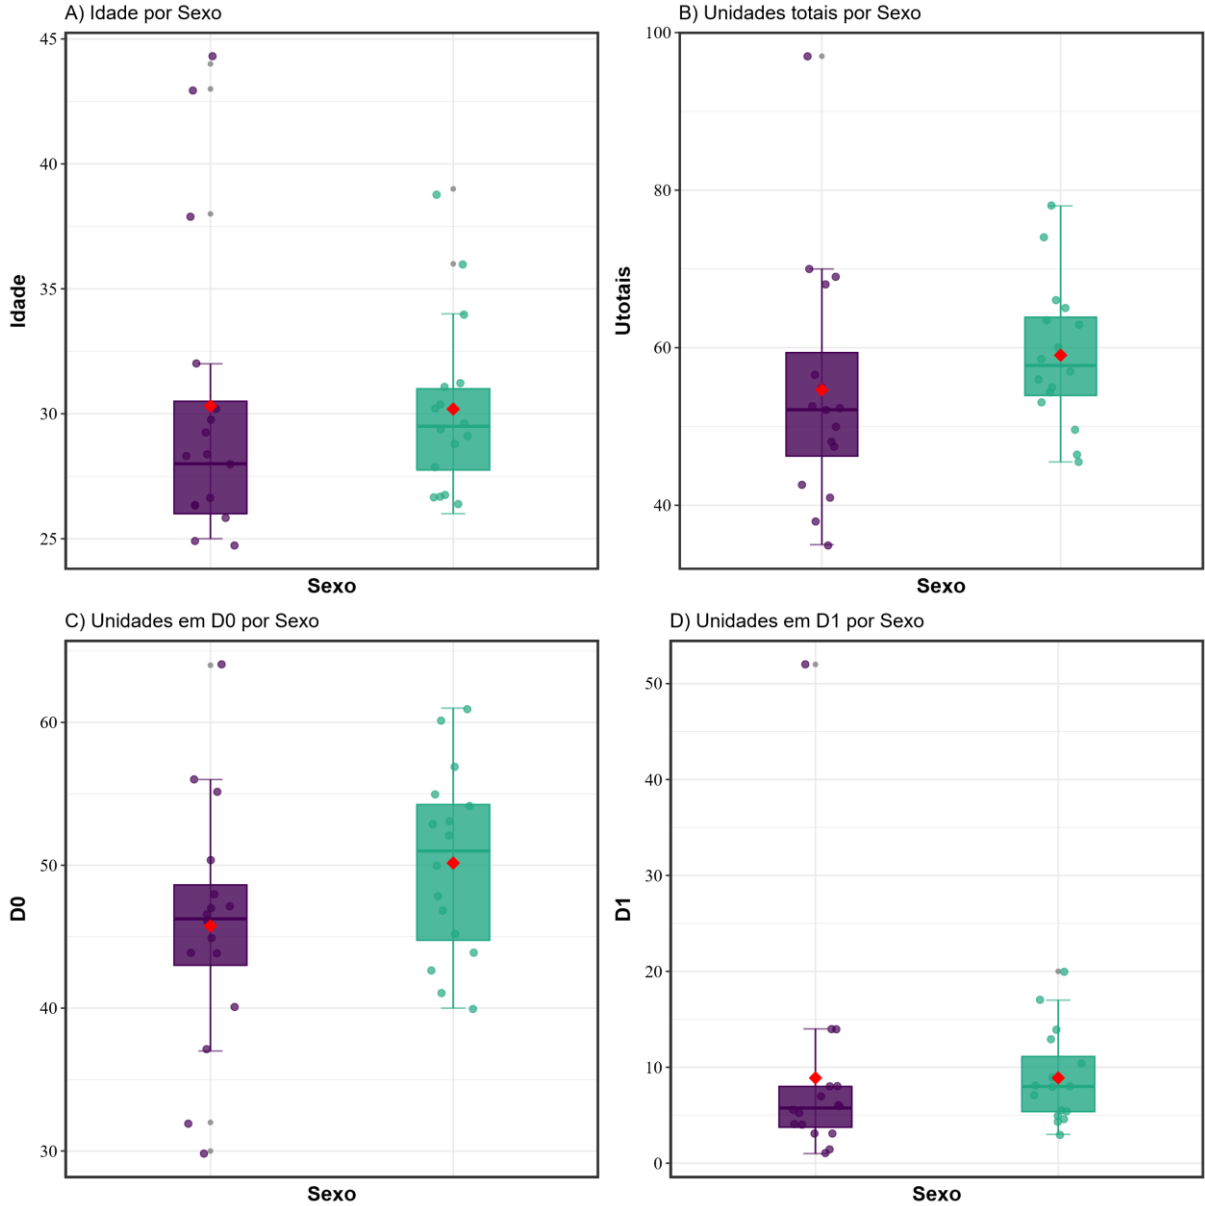 A) Idade por Sexo
B) Unidades totais por Sexo
45
40
35
30
25
Idade
Sexo
100
80
60
40
Utotais
Sexo
C) Unidades em D0 por Sexo
D) Unidades em D1 por Sexo
60
50
40
30
D0
Sexo
50
40
30
20
10
0
D1
Sexo